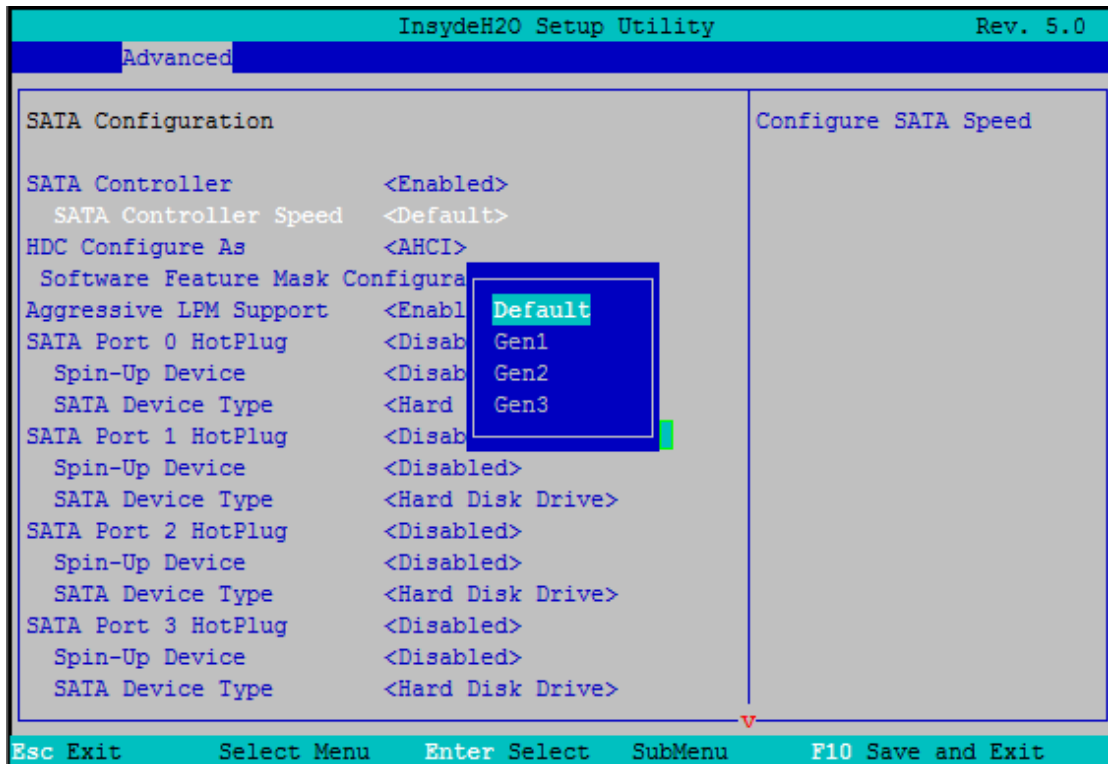 InsydeH2O Setup Utility Rev. 5.0
Advanced
SATA Configuration
Configure SATA Speed
SATA Controller <Enabled>
SATA Controller Speed <Default>
HDC Configure As <AHCI>
Software Feature Mask Configura
Aggressive LPM Support <Enabl
SATA Port 0 HotPlug <Disab
Spin-Up Device <Disab
SATA Device Type <Hard
SATA Port 1 HotPlug <Disab
Default
Gen1
Gen2
Gen3
Spin-Up Device <Disabled>
SATA Device Type <Hard Disk Drive>
SATA Port 2 HotPlug <Disabled>
Spin-Up Device <Disabled>
SATA Device Type <Hard Disk Drive>
SATA Port 3 HotPlug <Disabled>
Spin-Up Device <Disabled>
SATA Device Type <Hard Disk Drive>
v
Esc Exit Select Menu Enter Select SubMenu F10 Save and Exit